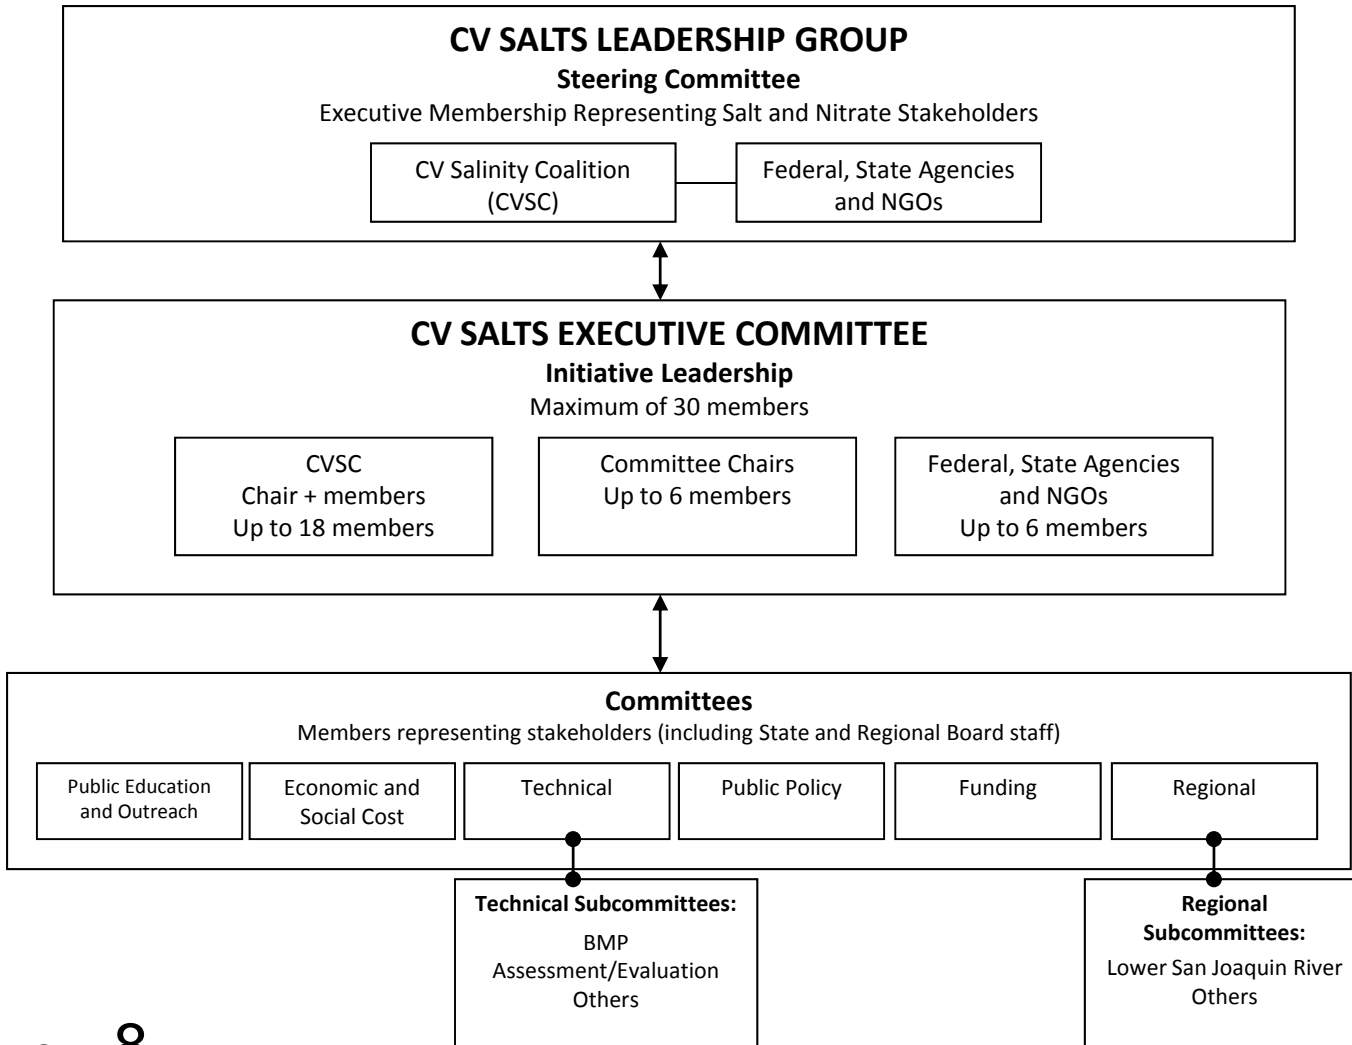 CV SALTS LEADERSHIP GROUP
Steering Committee
Executive Membership Representing Salt and Nitrate Stakeholders
CV Salinity Coalition
(CVSC)
Federal, State Agencies
and NGOs
CV SALTS EXECUTIVE COMMITTEE
Initiative Leadership
Maximum of 30 members
CVSC
Chair + members
Up to 18 members
Committee Chairs
Up to 6 members
Federal, State Agencies
and NGOs
Up to 6 members
Committees
Members representing stakeholders (including State and Regional Board staff)
Public Education
and Outreach
Economic and
Social Cost
Technical
Public Policy
Funding
Regional
Technical Subcommittees:
BMP
Assessment/Evaluation
Others
Regional
Subcommittees:
Lower San Joaquin River
Others
8